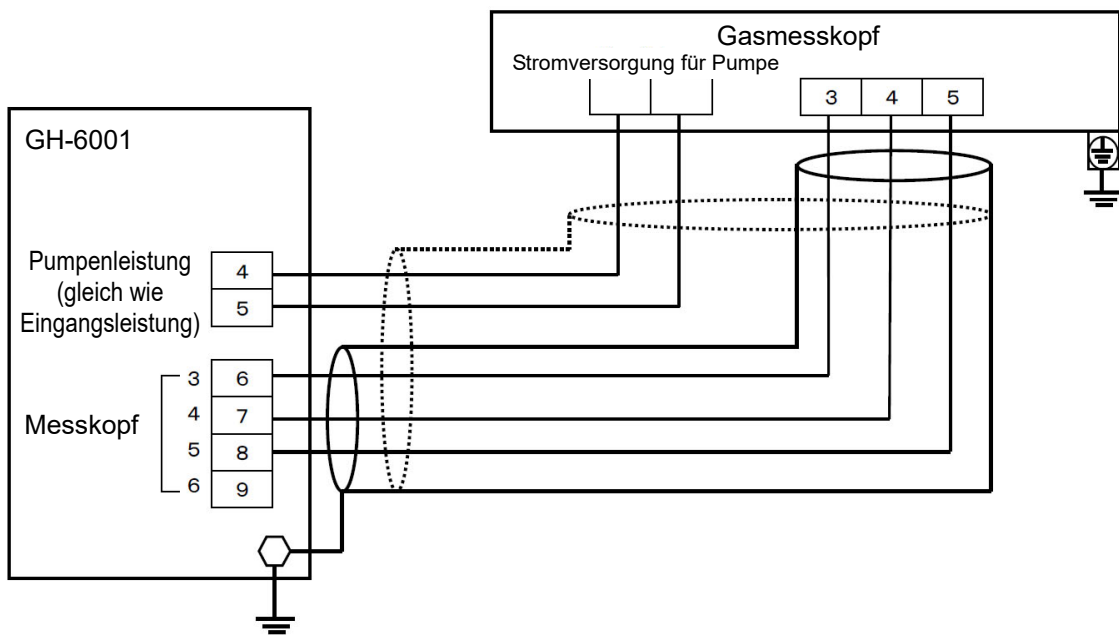 Gasmesskopf
Stromversorgung für Pumpe
3 4 5
GH-6001
Pumpenleistung
(gleich wie
Eingangsleistung)
4
5
Messkopf
3 6
4 7
5 8
6 9